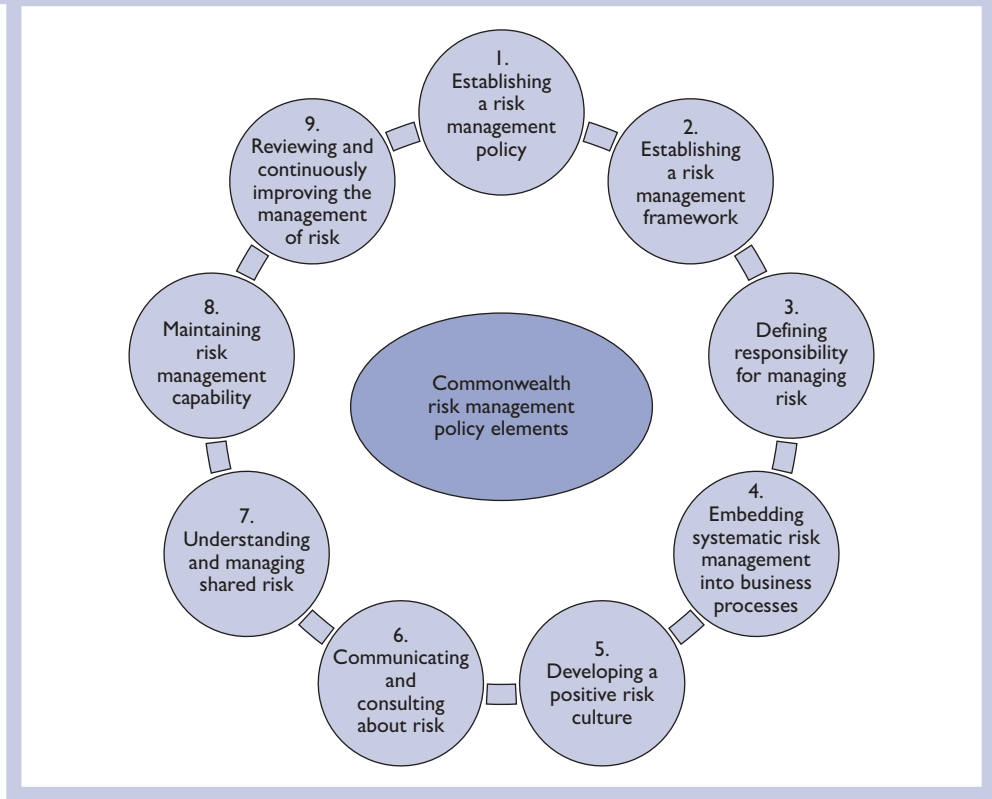 1.
Establishing
a risk
management
policy
2.
Establishing
a risk
management
framework
3.
Defining
responsibility
for managing
risk
4.
Embedding
systematic risk
management
into business
processes
5.
Developing a
positive risk
culture
6.
Communicating
and
consulting
about risk
7.
Understanding
and managing
shared risk
8.
Maintaining
risk
management
capability
9.
Reviewing and
continuously
improving the
management
of risk
Commonwealth
risk management
policy elements